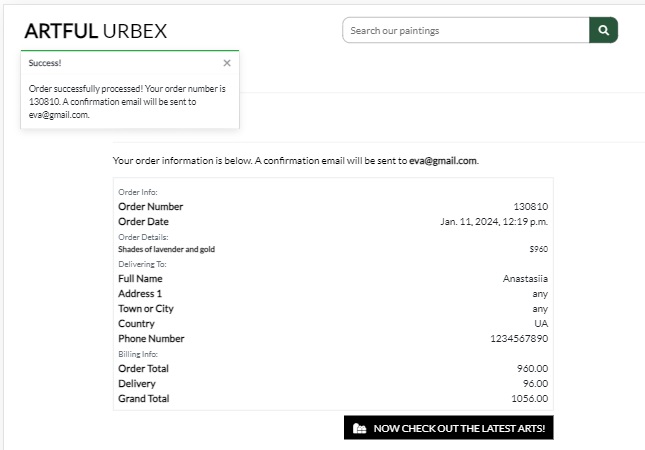 ARTFUL URBEX
Search our paintings
Success!
×
Order successfully processed! Your order number is
130810. A confirmation email will be sent to
eva@gmail.com.
Your order information is below. A confirmation email will be sent to eva@gmail.com.
Order Info:
Order Number 130810
Order Date Jan. 11, 2024, 12:19 p.m.
Order Details:
Shades of lavender and gold $960
Delivering To:
Full Name Anastasiia
Address 1 any
Town or City any
Country UA
Phone Number 1234567890
Billing Info:
Order Total 960.00
Delivery 96.00
Grand Total 1056.00
NOW CHECK OUT THE LATEST ARTS!